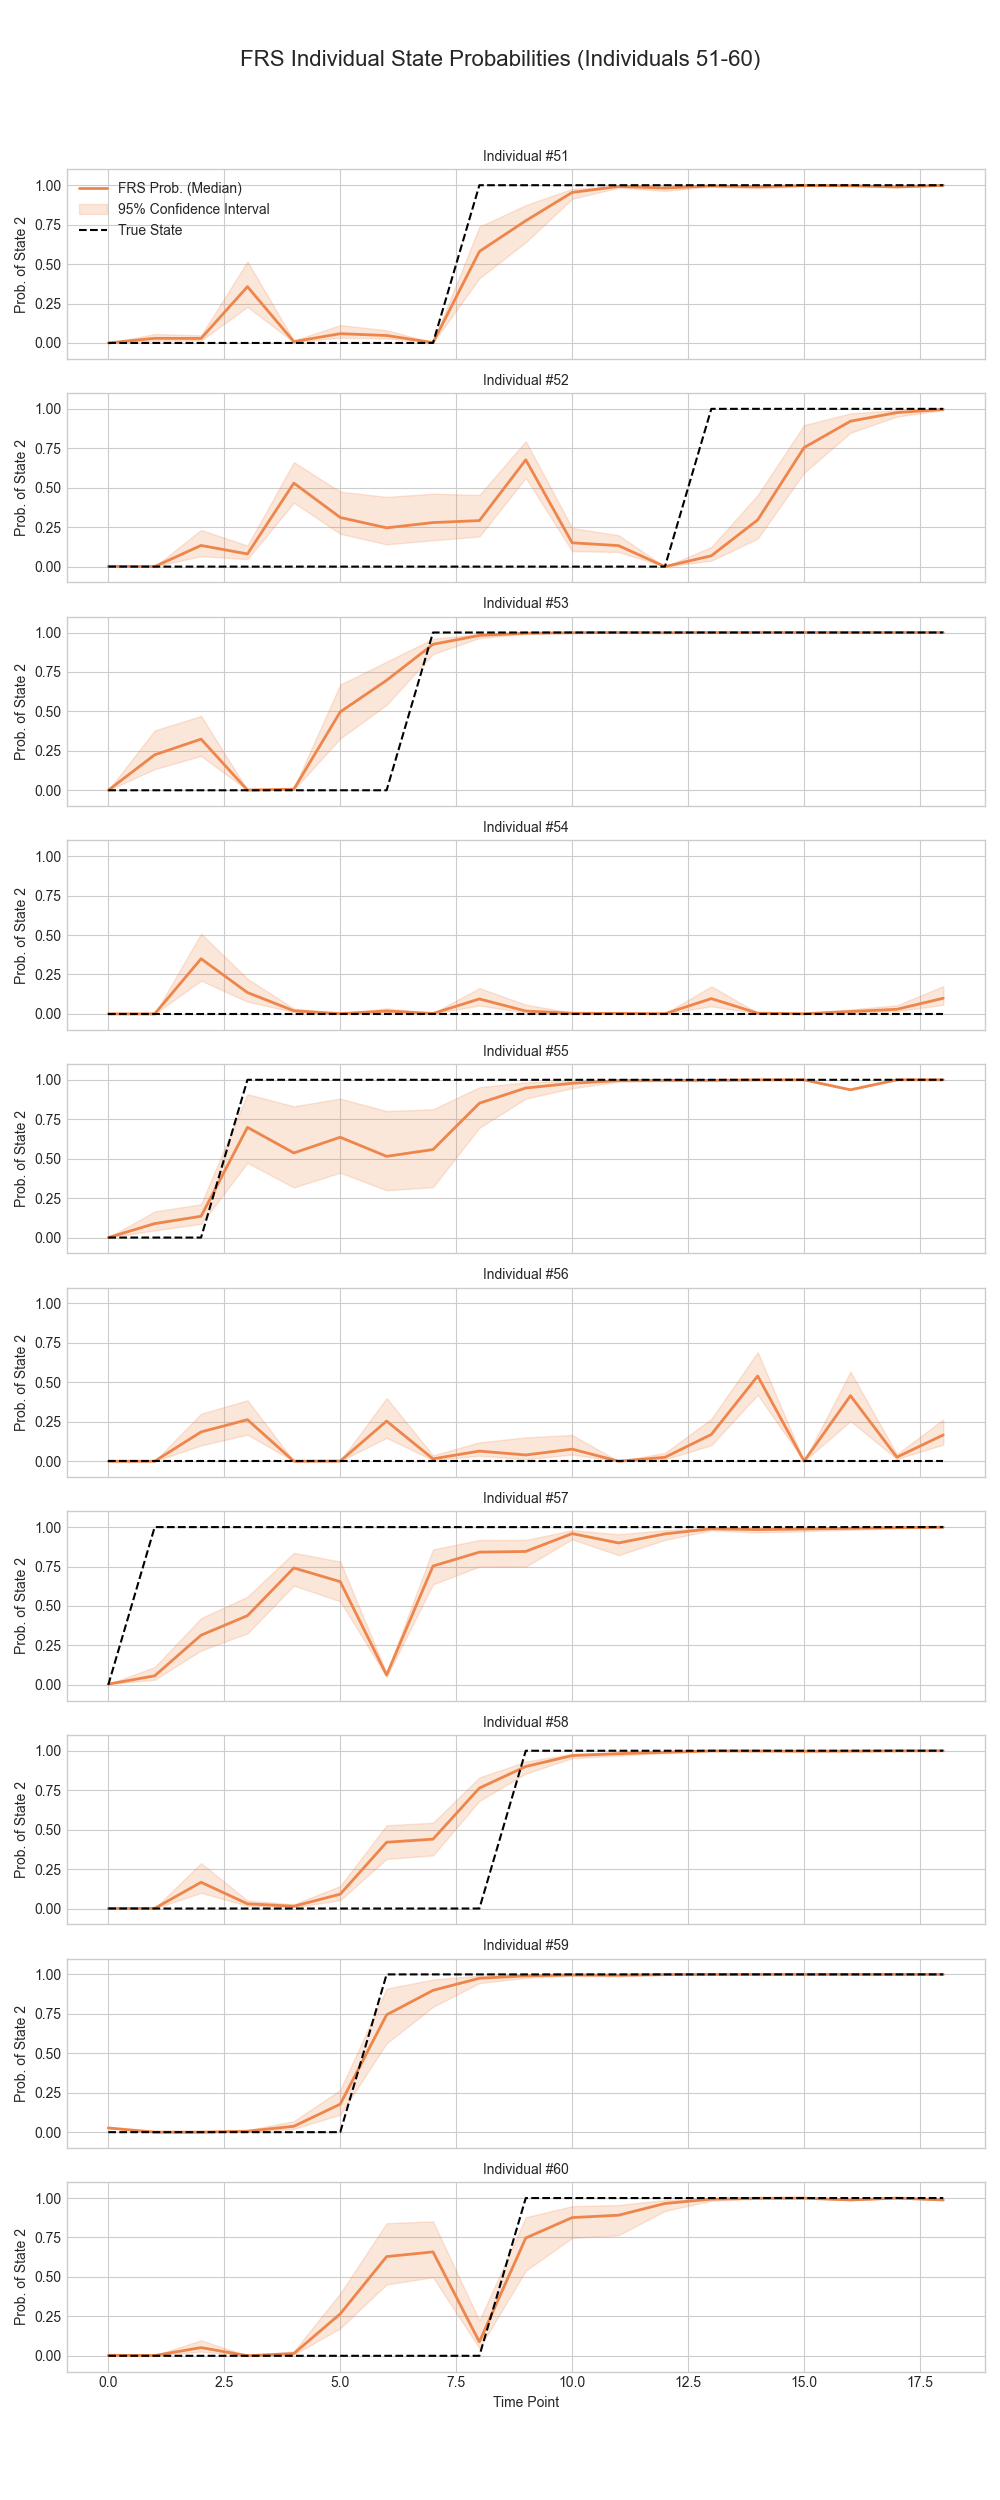 FRS Individual State Probabilities (Individuals 51-60)
Individual #51
Prob. of State 2
1.00
0.75
0.50
0.25
0.00
FRS Prob. (Median)
95% Confidence Interval
True State
Individual #52
Prob. of State 2
1.00
0.75
0.50
0.25
0.00
Individual #53
Prob. of State 2
1.00
0.75
0.50
0.25
0.00
Individual #54
Prob. of State 2
1.00
0.75
0.50
0.25
0.00
Individual #55
Prob. of State 2
1.00
0.75
0.50
0.25
0.00
Individual #56
Prob. of State 2
1.00
0.75
0.50
0.25
0.00
Individual #57
Prob. of State 2
1.00
0.75
0.50
0.25
0.00
Individual #58
Prob. of State 2
1.00
0.75
0.50
0.25
0.00
Individual #59
Prob. of State 2
1.00
0.75
0.50
0.25
0.00
Individual #60
Prob. of State 2
1.00
0.75
0.50
0.25
0.00
0.0 2.5 5.0 7.5 10.0 12.5 15.0 17.5
Time Point